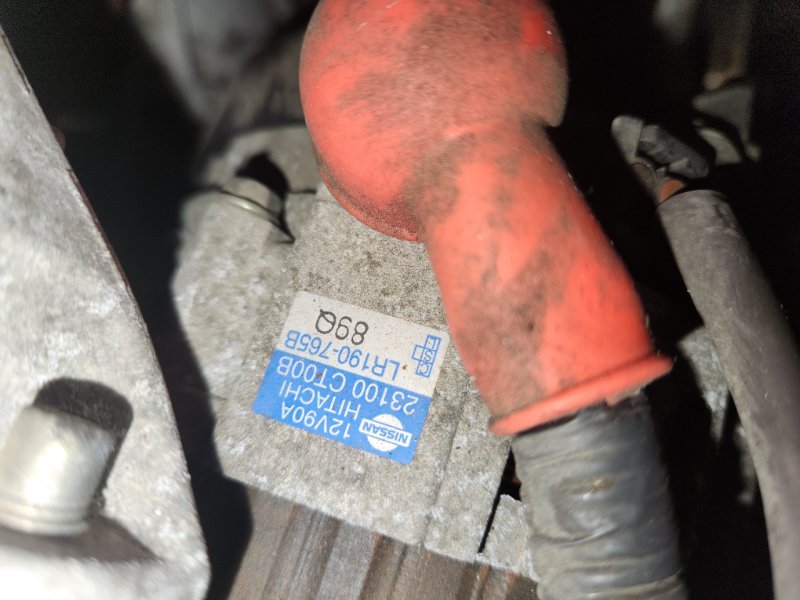 NISSAN
12V90A
HITACHI
23100 CT00B
LR190-765B
89Q